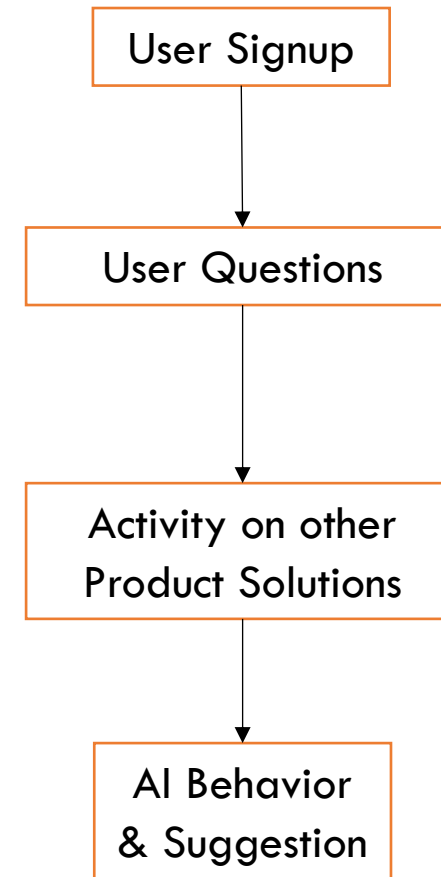 User Signup
User Questions
Activity on other
Product Solutions
AI Behavior
& Suggestion